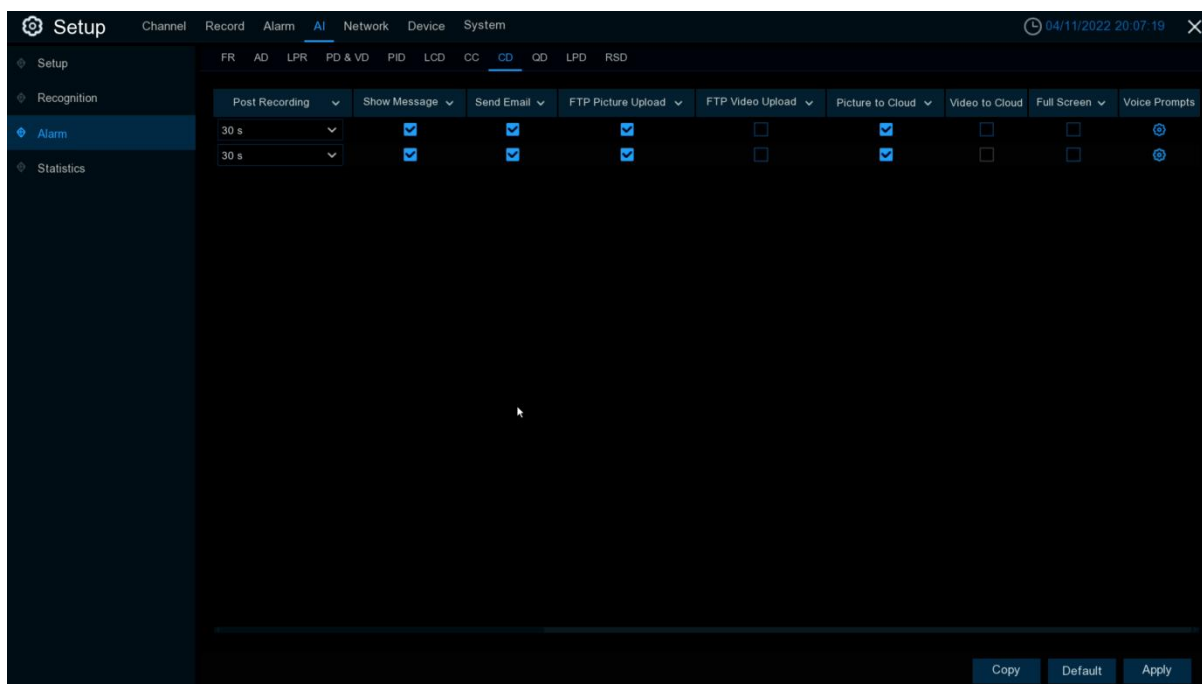 Setup Channel Record Alarm AI Network Device System 04/11/2022 20:07:19
Setup FR AD LPR PD & VD PID LCD CC CD QD LPD RSD
Recognition Post Recording Show Message Send Email FTP Picture Upload FTP Video Upload Picture to Cloud Video to Cloud Full Screen Voice Prompts
Alarm 30 s
30 s
Statistics
Copy Default Apply